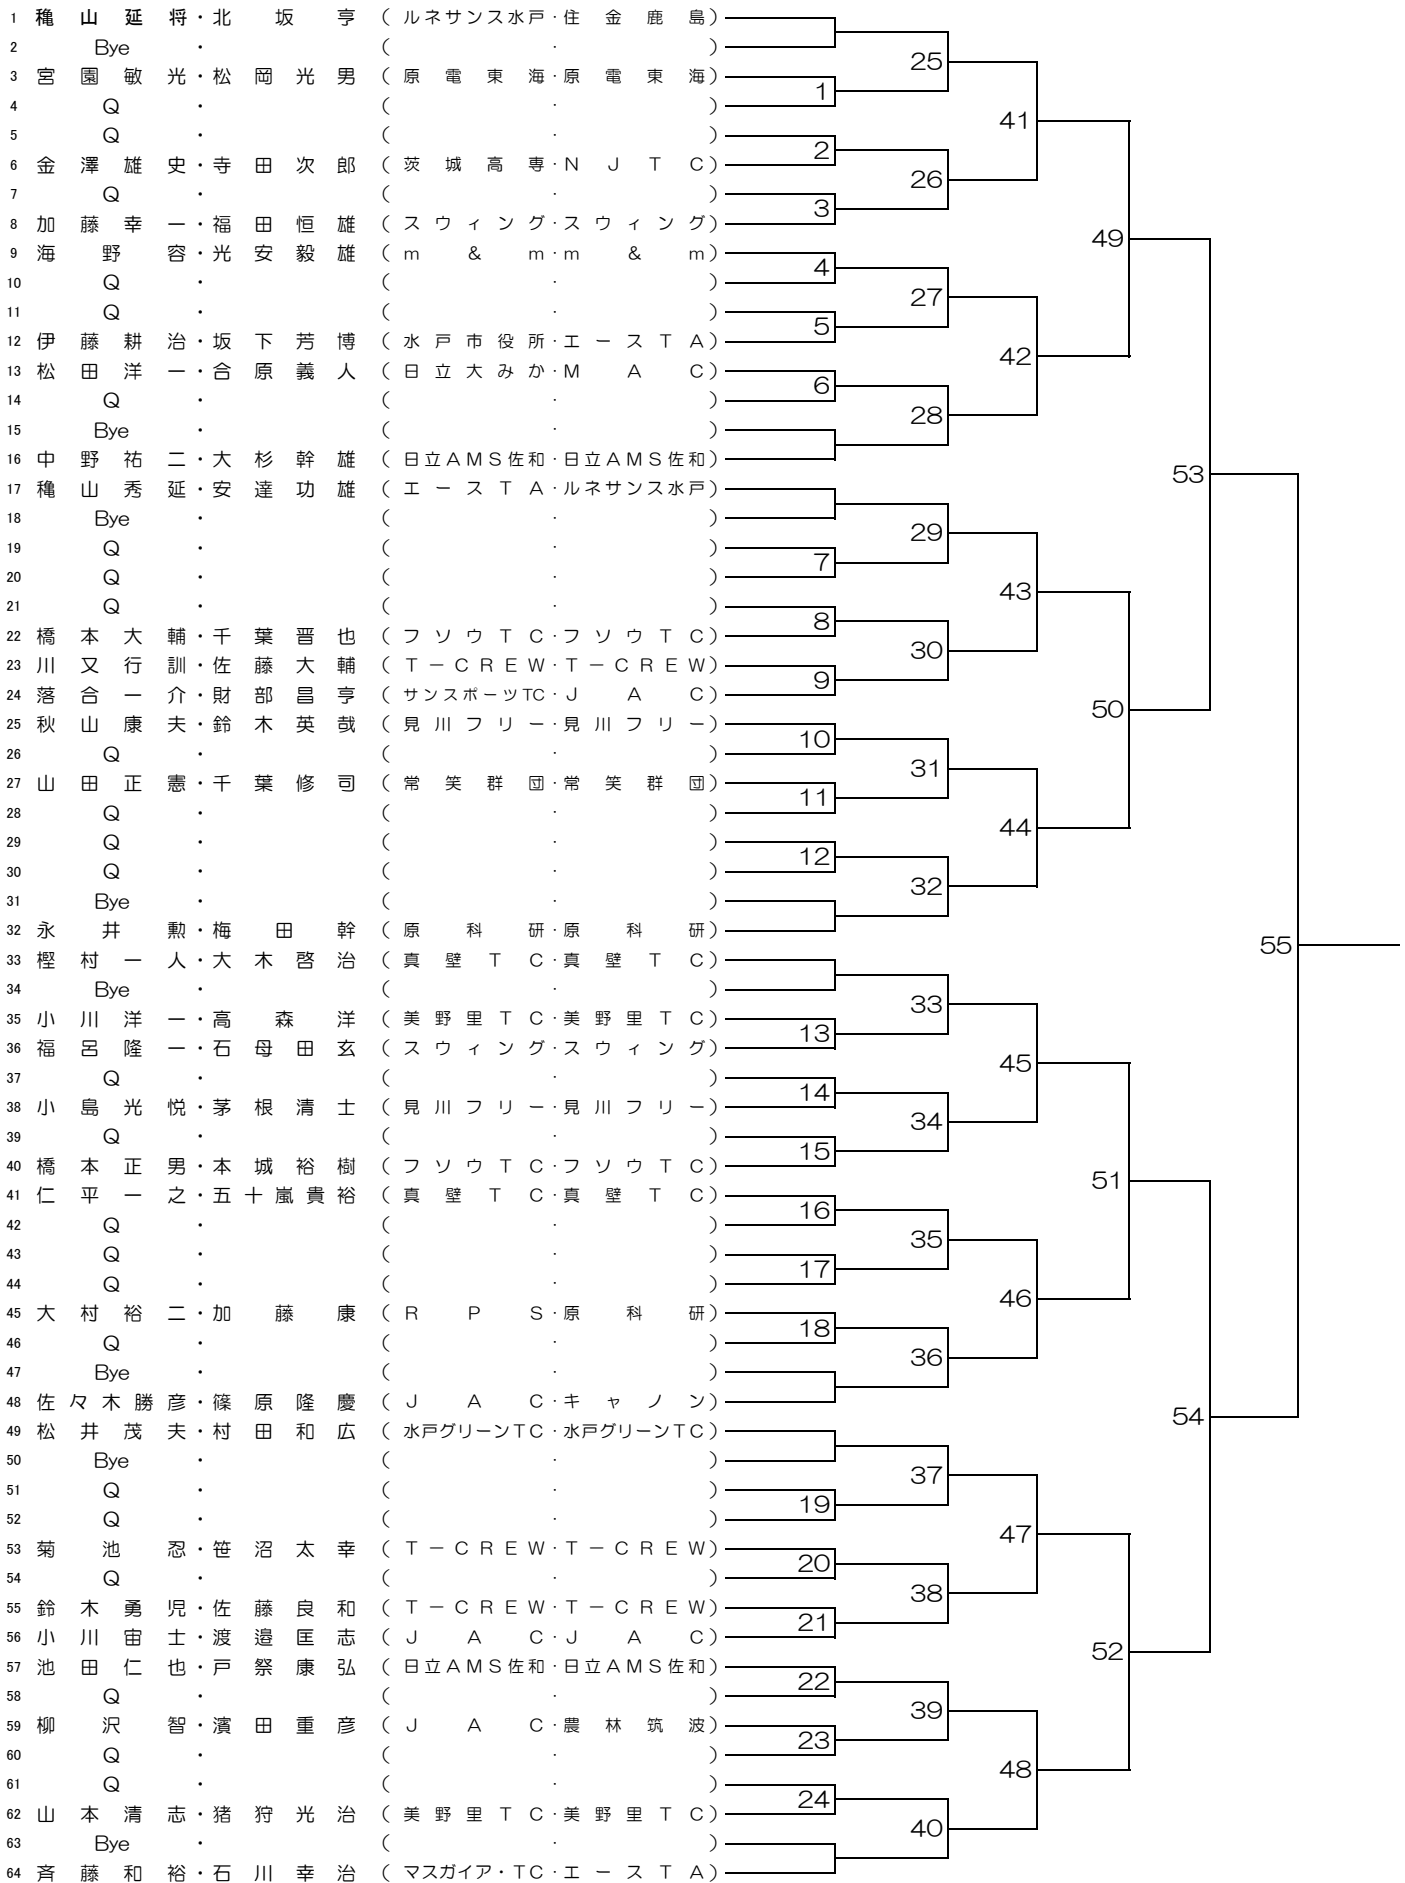 1 穐山延将・北坂亨 (ルネサンス水戸・住金鹿島)
2 Bye ・ ( ・ )
25
3 宮園敏光・松岡光男 (原電東海・原電東海)
1
4 Q ・ ( ・ )
41
5 Q ・ ( ・ )
2
6 金澤雄史・寺田次郎 (茨城高専・NJTC)
26
7 Q ・ ( ・ )
3
8 加藤幸一・福田恒雄 (スウィング・スウィング)
49
9 海野容・光安毅雄 (m&m・m&m)
4
10 Q ・ ( ・ )
27
11 Q ・ ( ・ )
5
12 伊藤耕治・坂下芳博 (水戸市役所・エースTA)
42
13 松田洋一・合原義人 (日立大みか・MAC)
6
14 Q ・ ( ・ )
28
15 Bye ・ ( ・ )
16 中野祐二・大杉幹雄 (日立AMS佐和・日立AMS佐和)
53
17 穐山秀延・安達功雄 (エースTA・ルネサンス水戸)
18 Bye ・ ( ・ )
29
19 Q ・ ( ・ )
7
20 Q ・ ( ・ )
43
21 Q ・ ( ・ )
8
22 橋本大輔・千葉晋也 (フソウTC・フソウTC)
30
23 川又行訓・佐藤大輔 (T－CREW・T－CREW)
9
24 落合一介・財部昌亨 (サンスポーツTC・JAC)
50
25 秋山康夫・鈴木英哉 (見川フリー・見川フリー)
10
26 Q ・ ( ・ )
31
27 山田正憲・千葉修司 (常笑群団・常笑群団)
11
28 Q ・ ( ・ )
44
29 Q ・ ( ・ )
12
30 Q ・ ( ・ )
32
31 Bye ・ ( ・ )
32 永井勲・梅田幹 (原科研・原科研)
55
33 樫村一人・大木啓治 (真壁TC・真壁TC)
34 Bye ・ ( ・ )
33
35 小川洋一・高森洋 (美野里TC・美野里TC)
13
36 福呂隆一・石母田玄 (スウィング・スウィング)
45
37 Q ・ ( ・ )
14
38 小島光悦・茅根清士 (見川フリー・見川フリー)
34
39 Q ・ ( ・ )
15
40 橋本正男・本城裕樹 (フソウTC・フソウTC)
51
41 仁平一之・五十嵐貴裕 (真壁TC・真壁TC)
16
42 Q ・ ( ・ )
35
43 Q ・ ( ・ )
17
44 Q ・ ( ・ )
46
45 大村裕二・加藤康 (RPS・原科研)
18
46 Q ・ ( ・ )
36
47 Bye ・ ( ・ )
48 佐々木勝彦・篠原隆慶 (JAC・キャノン)
54
49 松井茂夫・村田和広 (水戸グリーンTC・水戸グリーンTC)
50 Bye ・ ( ・ )
37
51 Q ・ ( ・ )
19
52 Q ・ ( ・ )
47
53 菊池忍・笹沼太幸 (T－CREW・T－CREW)
20
54 Q ・ ( ・ )
38
55 鈴木勇児・佐藤良和 (T－CREW・T－CREW)
21
56 小川宙士・渡邉匡志 (JAC・JAC)
52
57 池田仁也・戸祭康弘 (日立AMS佐和・日立AMS佐和)
22
58 Q ・ ( ・ )
39
59 柳沢智・濱田重彦 (JAC・農林筑波)
23
60 Q ・ ( ・ )
48
61 Q ・ ( ・ )
24
62 山本清志・猪狩光治 (美野里TC・美野里TC)
40
63 Bye ・ ( ・ )
64 斉藤和裕・石川幸治 (マスガイア・TC・エースTA)